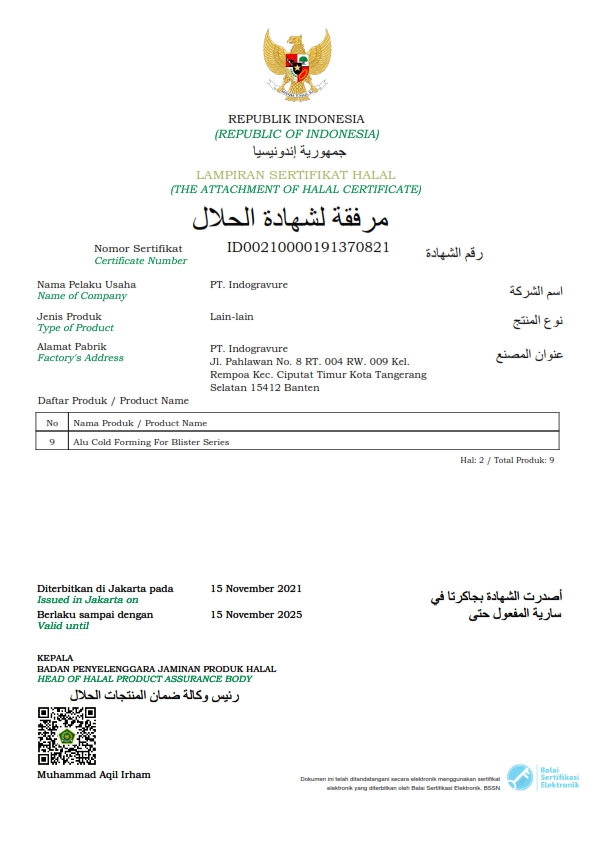 REPUBLIK INDONESIA
(REPUBLIC OF INDONESIA)
جمهورية إندونيسيا
LAMPIRAN SERTIFIKAT HALAL
(THE ATTACHMENT OF HALAL CERTIFICATE)
مرفقة لشهادة الحلال
Nomor Sertifikat ID00210000191370821 رقم الشهادة
Certificate Number
Nama Pelaku Usaha PT. Indogravure اسم الشركة
Name of Company
Jenis Produk Lain-lain نوع المنتج
Type of Product
Alamat Pabrik PT. Indogravure عنوان المصنع
Factory's Address Jl. Pahlawan No. 8 RT. 004 RW. 009 Kel.
Rempoa Kec. Ciputat Timur Kota Tangerang
Selatan 15412 Banten
Daftar Produk / Product Name
No Nama Produk / Product Name
9 Alu Cold Forming For Blister Series
Hal: 2 / Total Produk: 9
Diterbitkan di Jakarta pada 15 November 2021 أصدرت الشهادة بجاكرتا في
Issued in Jakarta on
Berlaku sampai dengan 15 November 2025 سارية المفعول حتى
Valid until
KEPALA
BADAN PENYELENGGARA JAMINAN PRODUK HALAL
HEAD OF HALAL PRODUCT ASSURANCE BODY
رئيس وكالة ضمان المنتجات الحلال
Muhammad Aqil Irham
Dokumen ini telah ditandatangani secara elektronik menggunakan sertifikat
elektronik yang diterbitkan oleh Balai Sertifikasi Elektronik, BSSN
Balai
Sertifikasi
Elektronik